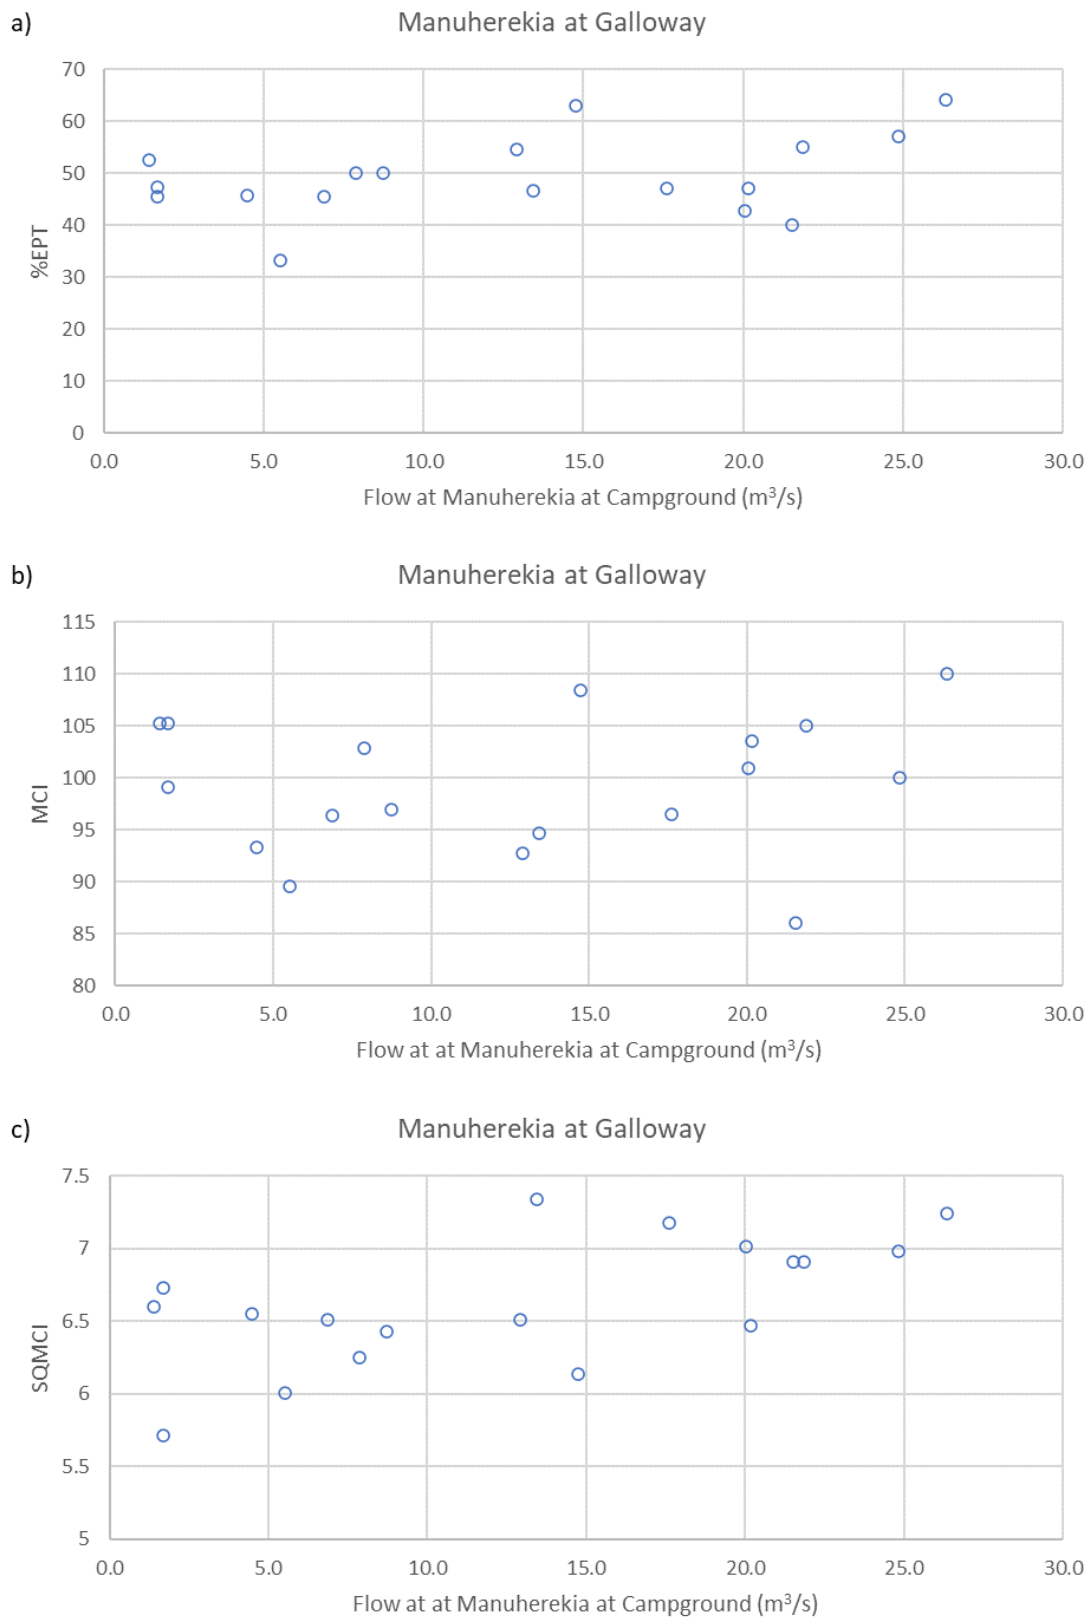 a)
Manuherekia at Galloway
70
60
50
40
30
20
10
0
%EPT
0.0 5.0 10.0 15.0 20.0 25.0 30.0
Flow at Manuherekia at Campground (m³/s)
b)
Manuherekia at Galloway
115
110
105
100
95
90
85
80
MCI
0.0 5.0 10.0 15.0 20.0 25.0 30.0
Flow at at Manuherekia at Campground (m³/s)
c)
Manuherekia at Galloway
7.5
7
6.5
6
5.5
5
SQMCI
0.0 5.0 10.0 15.0 20.0 25.0 30.0
Flow at at Manuherekia at Campground (m³/s)